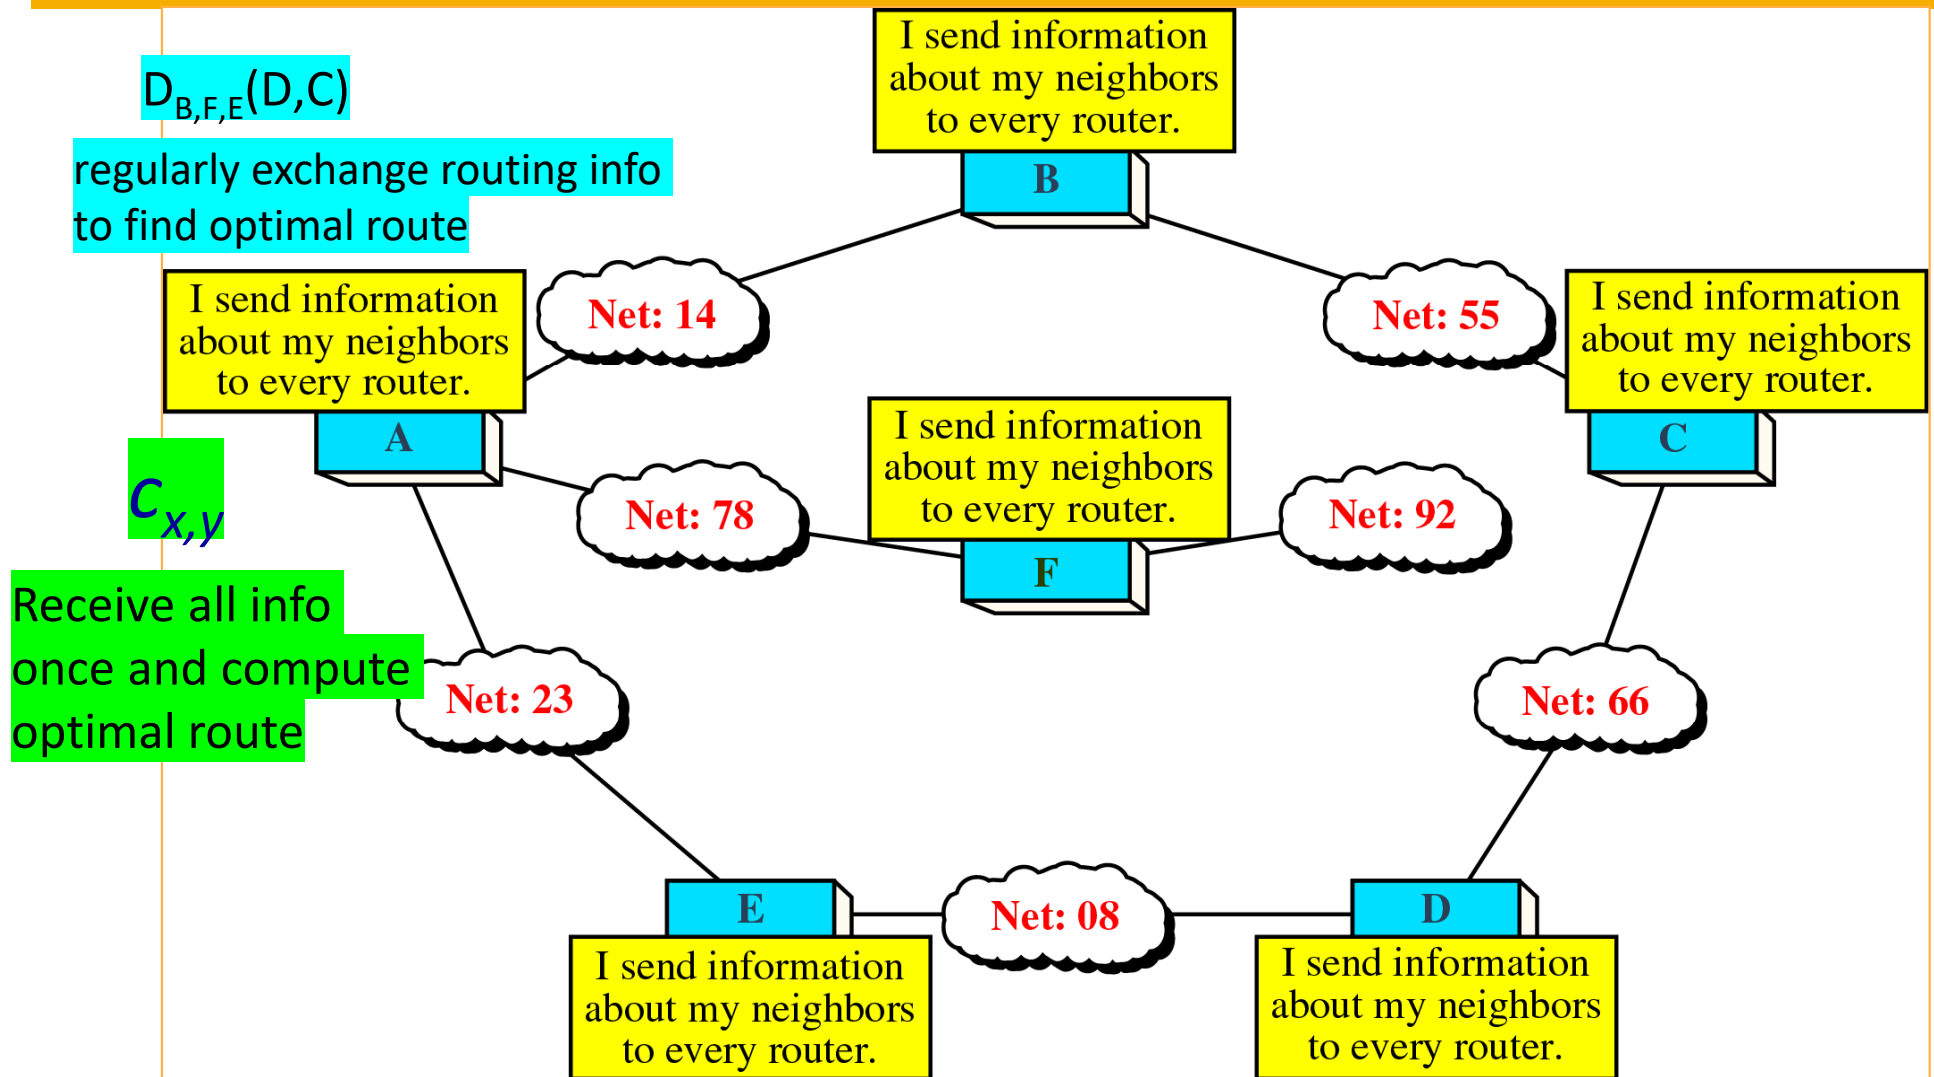 D_B,F,E(D,C)
regularly exchange routing info
to find optimal route
I send information
about my neighbors
to every router.
B
I send information
about my neighbors
to every router.
A
Net: 14
Net: 55
I send information
about my neighbors
to every router.
C
C_x,y
Receive all info
once and compute
optimal route
Net: 78
I send information
about my neighbors
to every router.
F
Net: 92
Net: 23
Net: 66
E
I send information
about my neighbors
to every router.
Net: 08
D
I send information
about my neighbors
to every router.